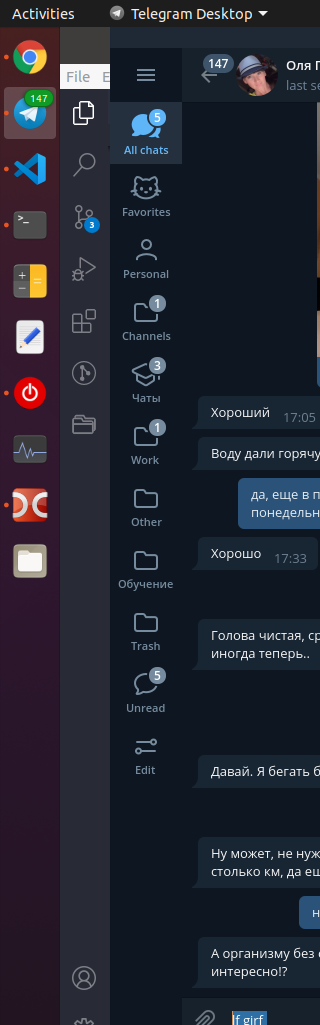 Activities Telegram Desktop
147
File
3
All chats
5
Favorites
Personal
Channels
1
Чаты
3
Work
1
Other
Обучение
Trash
Unread
5
Edit
147
Оля
last
Хороший 17:05
Воду дали горячу
да, еще в п
понедельн
Хорошо 17:33
Голова чистая, ср
иногда теперь..
Давай. Я бегать б
Ну может, не нуж
столько км, да ещ
н
А организму без
интересно!?
If girf